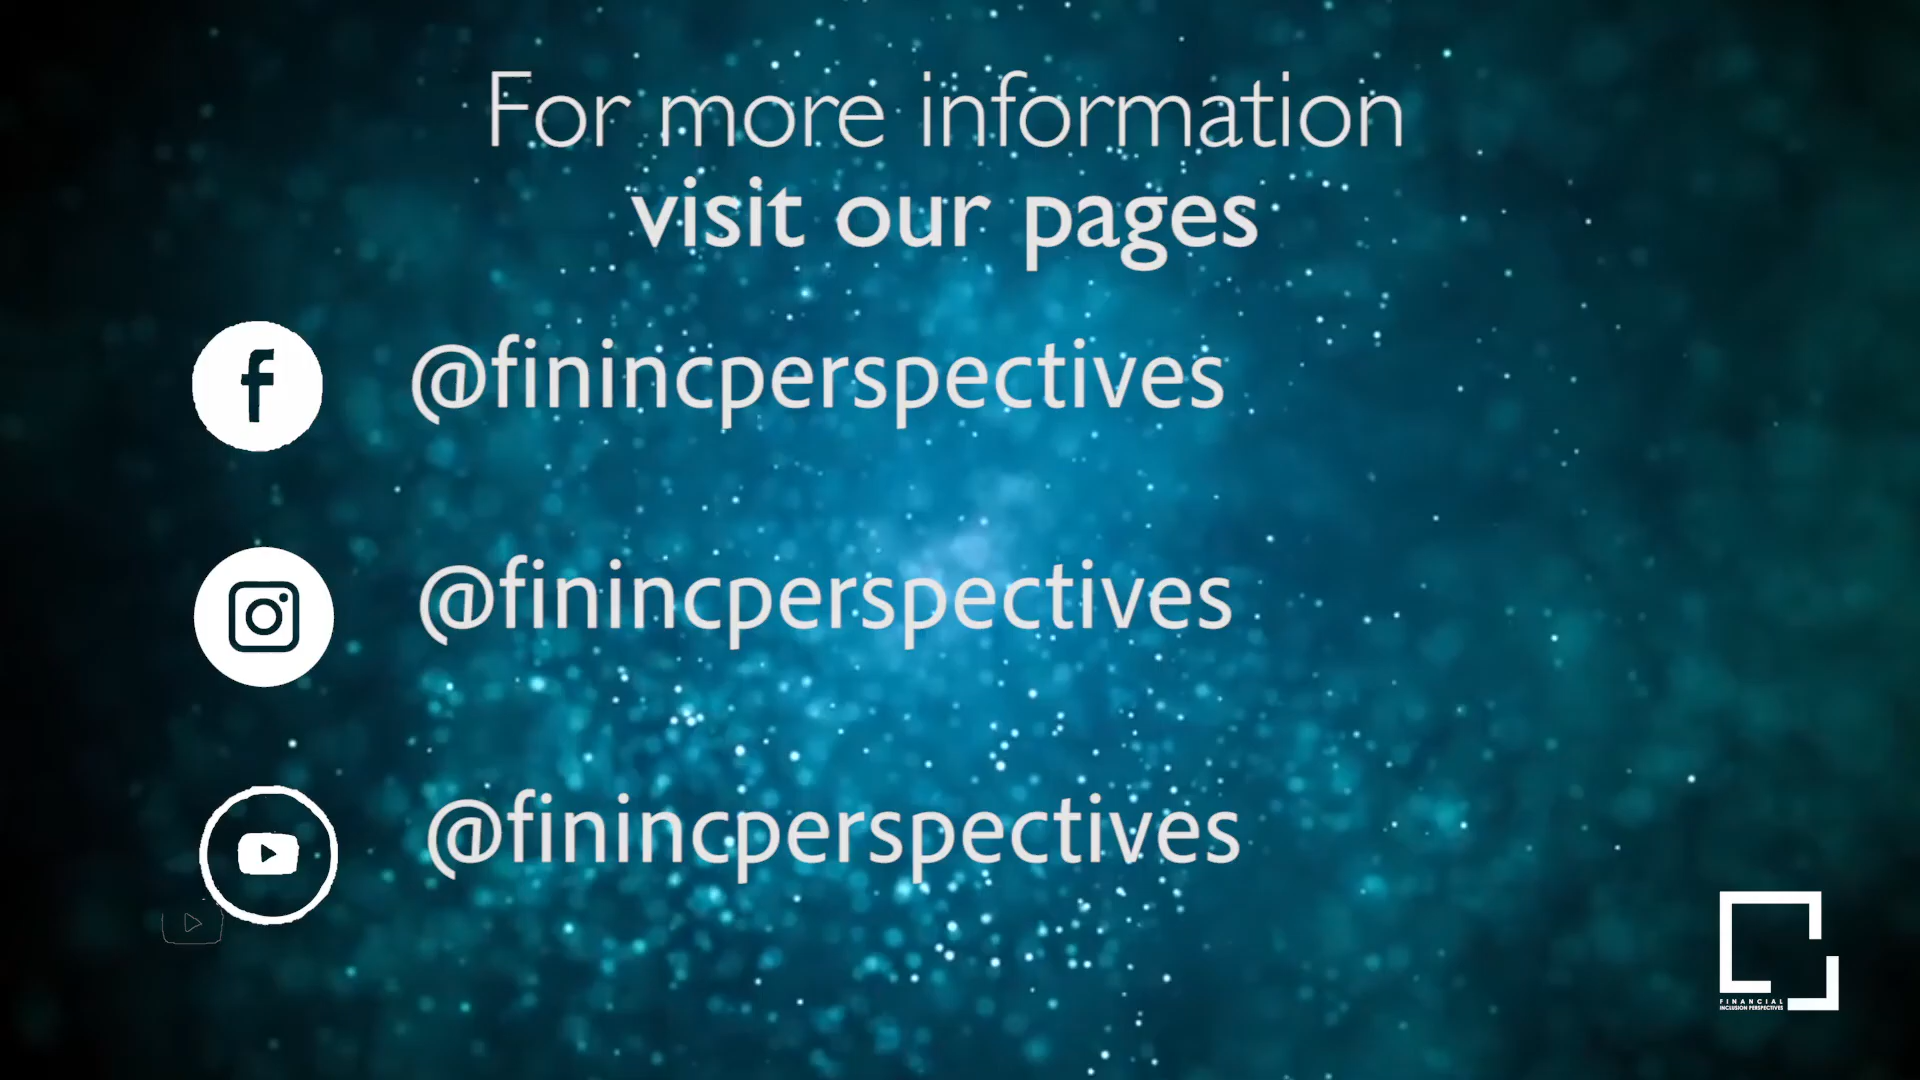 For more information
visit our pages
@finincperspectives
@finincperspectives
@finincperspectives
FINANCIAL
INCLUSION PERSPECTIVES